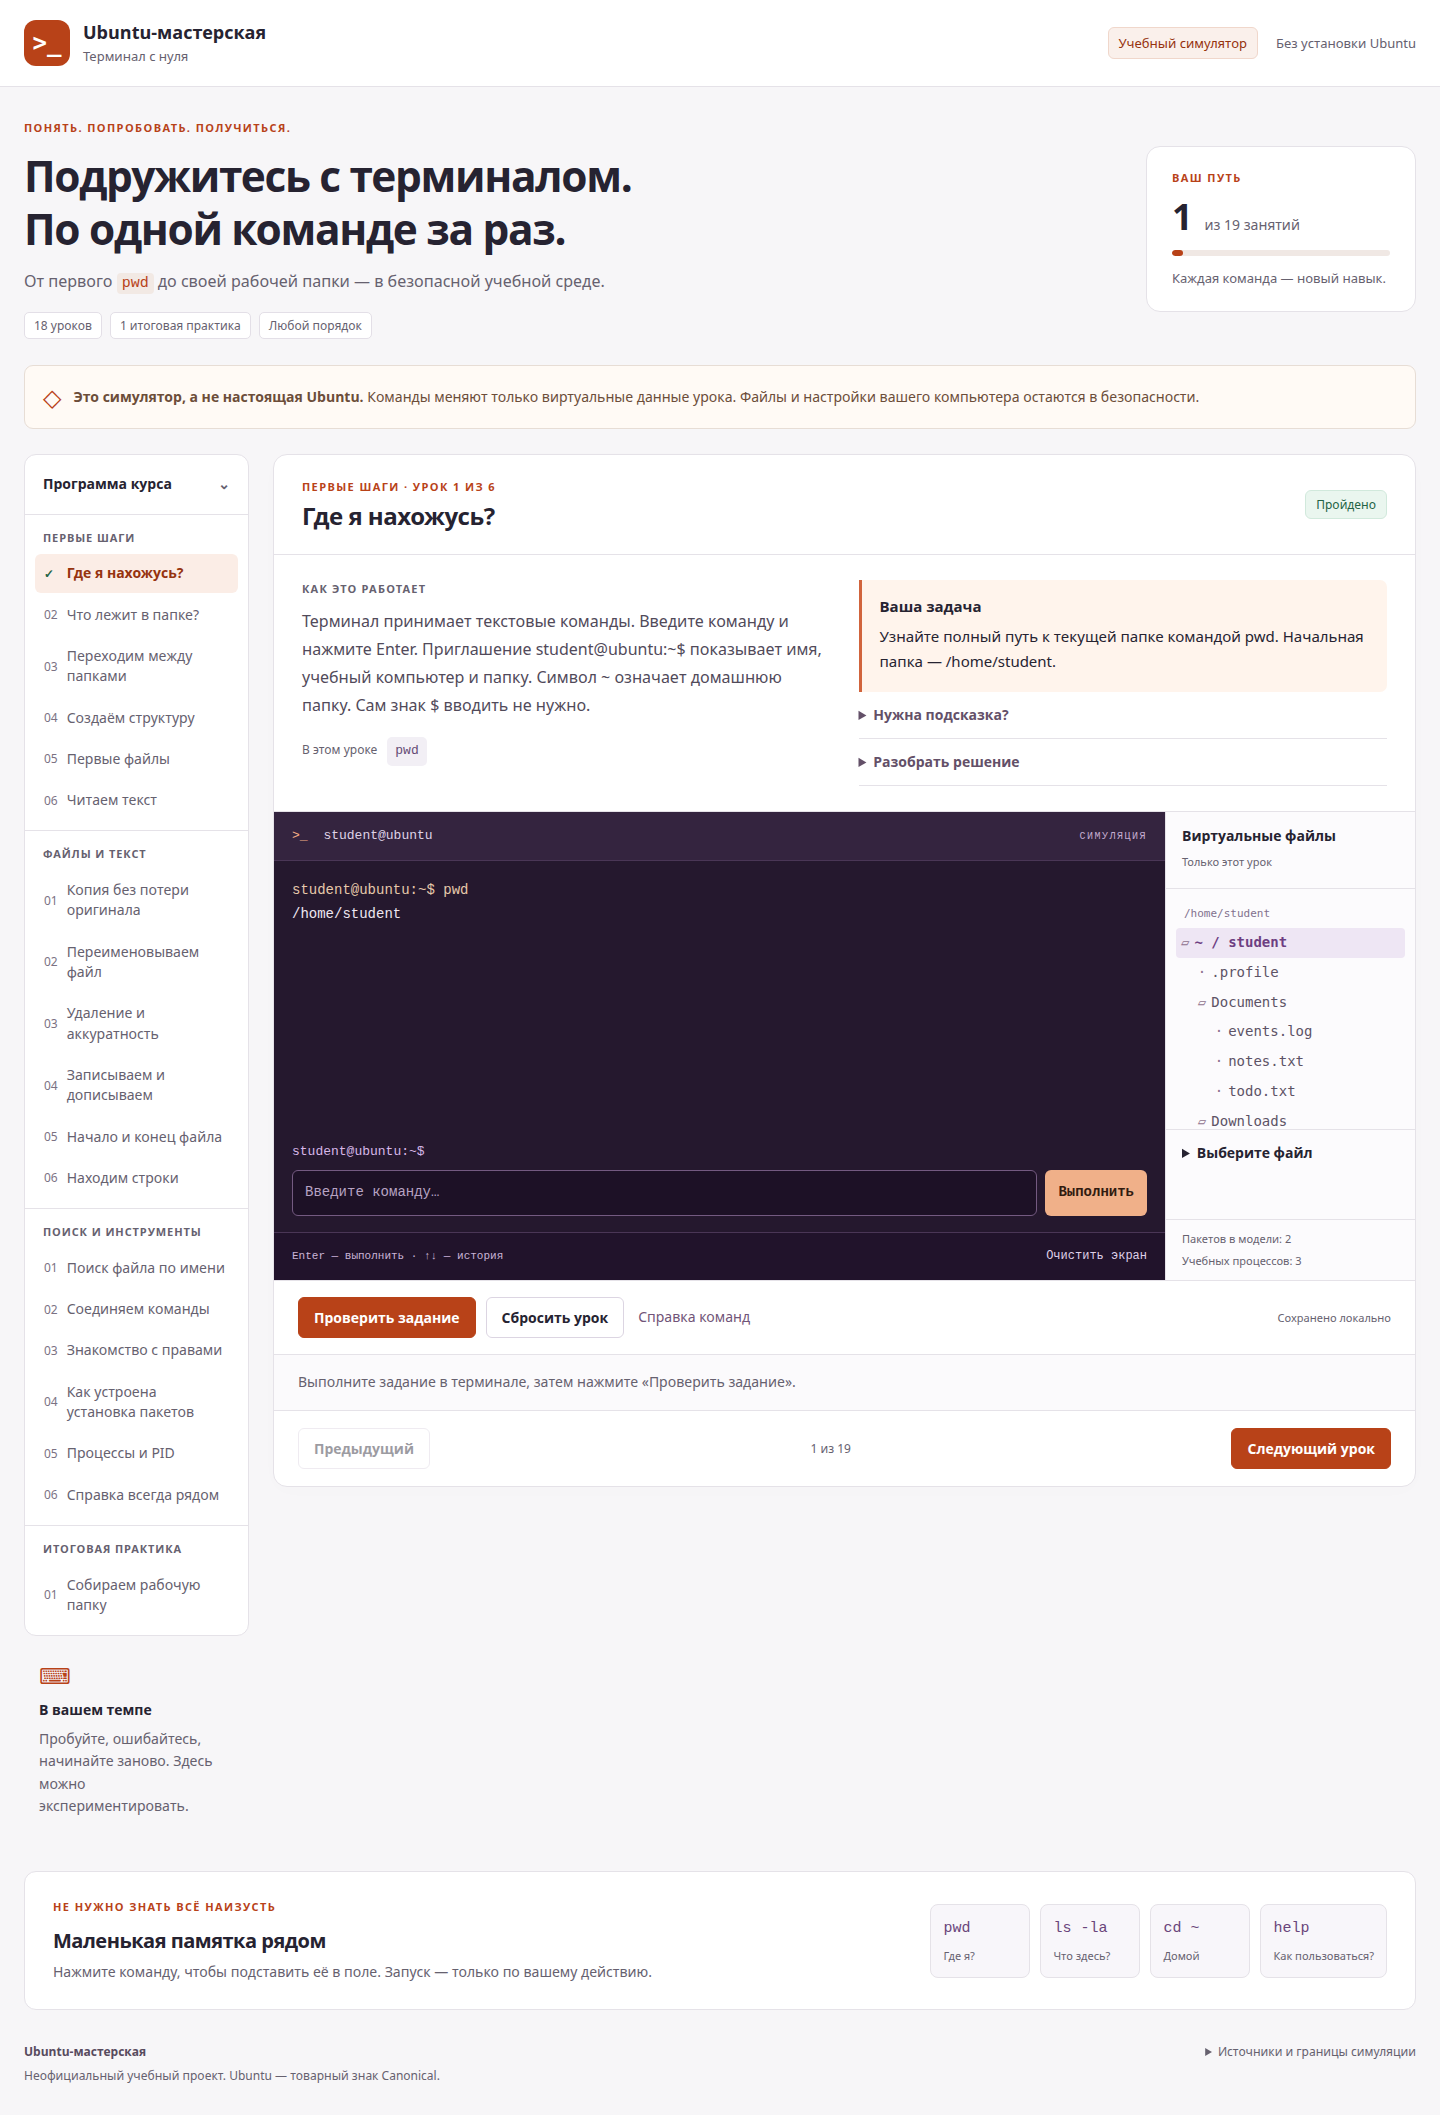 >_
Ubuntu-мастерская
Терминал с нуля
Учебный симулятор
Без установки Ubuntu
ПОНЯТЬ. ПОПРОБОВАТЬ. ПОЛУЧИТЬСЯ.
Подружитесь с терминалом.
По одной команде за раз.
От первого pwd до своей рабочей папки — в безопасной учебной среде.
18 уроков
1 итоговая практика
Любой порядок
ВАШ ПУТЬ
1 из 19 занятий
Каждая команда — новый навык.
Это симулятор, а не настоящая Ubuntu. Команды меняют только виртуальные данные урока. Файлы и настройки вашего компьютера остаются в безопасности.
Программа курса
ПЕРВЫЕ ШАГИ
✓ Где я нахожусь?
02 Что лежит в папке?
03 Переходим между
папками
04 Создаём структуру
05 Первые файлы
06 Читаем текст
ФАЙЛЫ И ТЕКСТ
01 Копия без потери
оригинала
02 Переименовываем
файл
03 Удаление и
аккуратность
04 Записываем и
дописываем
05 Начало и конец файла
06 Находим строки
ПОИСК И ИНСТРУМЕНТЫ
01 Поиск файла по имени
02 Соединяем команды
03 Знакомство с правами
04 Как устроена
установка пакетов
05 Процессы и PID
06 Справка всегда рядом
ИТОГОВАЯ ПРАКТИКА
01 Собираем рабочую
папку
В вашем темпе
Пробуйте, ошибайтесь,
начинайте заново. Здесь
можно
экспериментировать.
ПЕРВЫЕ ШАГИ · УРОК 1 ИЗ 6
Где я нахожусь?
Пройдено
КАК ЭТО РАБОТАЕТ
Терминал принимает текстовые команды. Введите команду и
нажмите Enter. Приглашение student@ubuntu:~$ показывает имя,
учебный компьютер и папку. Символ ~ означает домашнюю
папку. Сам знак $ вводить не нужно.
В этом уроке pwd
Ваша задача
Узнайте полный путь к текущей папке командой pwd. Начальная
папка — /home/student.
Нужна подсказка?
Разобрать решение
>_ student@ubuntu
СИМУЛЯЦИЯ
student@ubuntu:~$ pwd
/home/student
student@ubuntu:~$
Введите команду…
Выполнить
Enter — выполнить · ↑↓ — история
Очистить экран
Виртуальные файлы
Только этот урок
/home/student
~ / student
· .profile
Documents
· events.log
· notes.txt
· todo.txt
Downloads
Выберите файл
Пакетов в модели: 2
Учебных процессов: 3
Проверить задание
Сбросить урок
Справка команд
Сохранено локально
Выполните задание в терминале, затем нажмите «Проверить задание».
Предыдущий
1 из 19
Следующий урок
НЕ НУЖНО ЗНАТЬ ВСЁ НАИЗУСТЬ
Маленькая памятка рядом
Нажмите команду, чтобы подставить её в поле. Запуск — только по вашему действию.
pwd
Где я?
ls -la
Что здесь?
cd ~
Домой
help
Как пользоваться?
Ubuntu-мастерская
Неофициальный учебный проект. Ubuntu — товарный знак Canonical.
Источники и границы симуляции